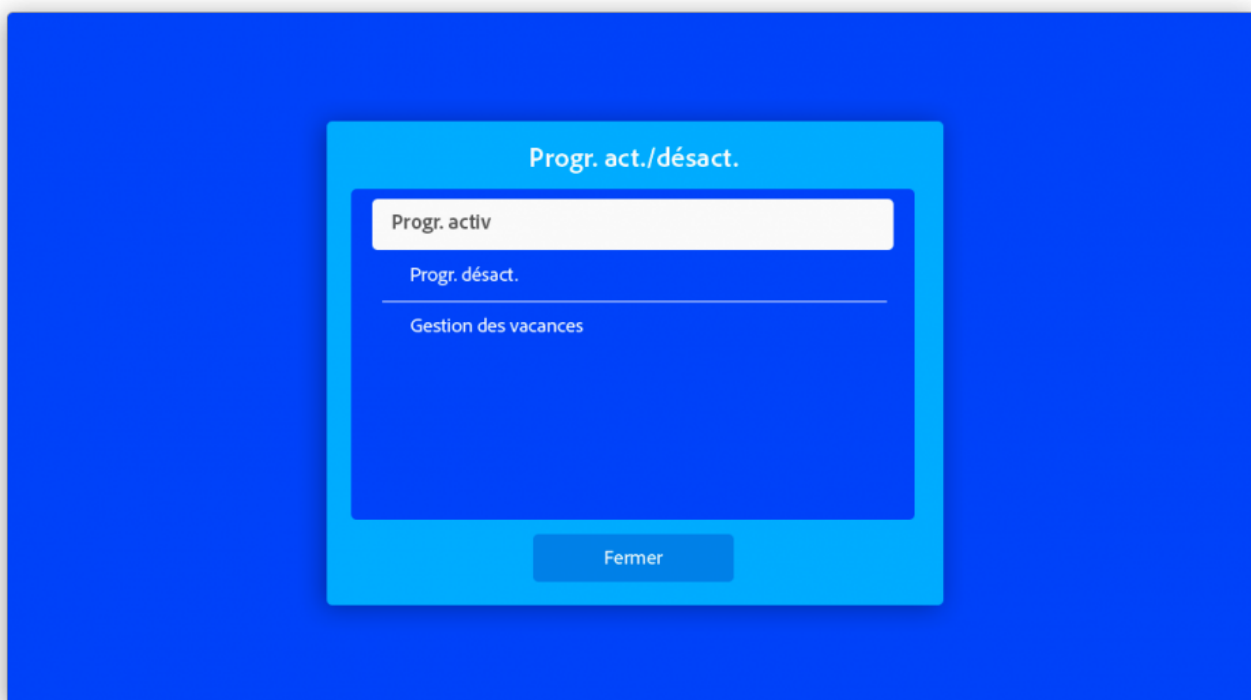 Progr. act./désact.
Progr. activ
Progr. désact.
Gestion des vacances
Fermer